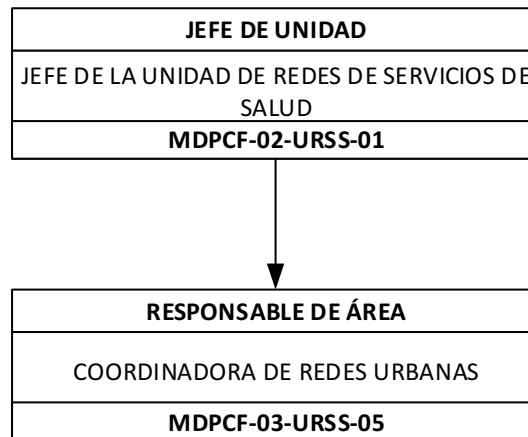 JEFE DE UNIDAD
JEFE DE LA UNIDAD DE REDES DE SERVICIOS DE
SALUD
MDPCF-02-URSS-01
RESPONSABLE DE ÁREA
COORDINADORA DE REDES URBANAS
MDPCF-03-URSS-05